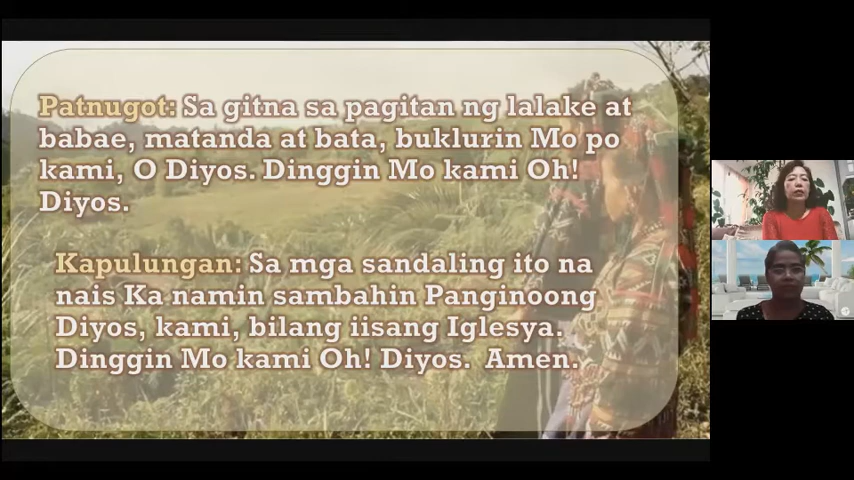 Patnugot: Sa gitna sa pagitan ng lalake at
babae, matanda at bata, buklurin Mo po
kami, O Diyos. Dinggin Mo kami Oh!
Diyos.
Kapulungan: Sa mga sandaling ito na
nais Ka namin sambahin Panginoong
Diyos, kami, bilang iisang Iglesya.
Dinggin Mo kami Oh! Diyos. Amen.